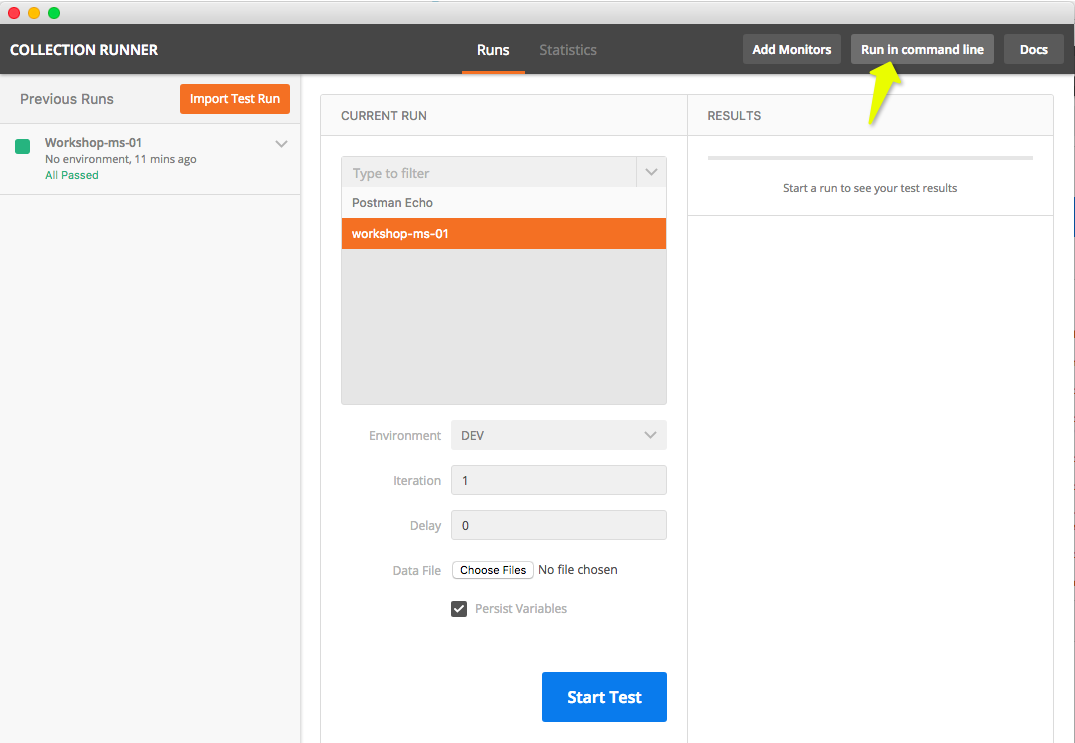 COLLECTION RUNNER
Runs
Statistics
Add Monitors
Run in command line
Docs
Previous Runs
Import Test Run
Workshop-ms-01
No environment, 11 mins ago
All Passed
CURRENT RUN
Type to filter
Postman Echo
workshop-ms-01
Environment
DEV
Iteration
1
Delay
0
Data File
Choose Files
No file chosen
Persist Variables
Start Test
RESULTS
Start a run to see your test results